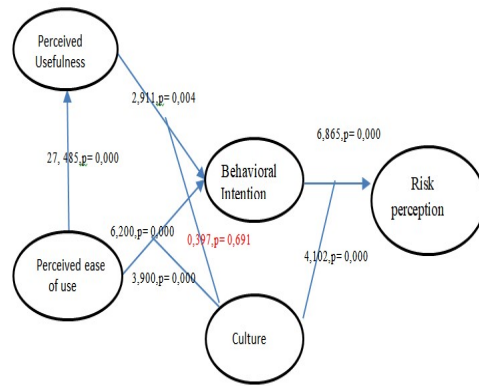 Perceived
Usefulness
2,911,p= 0,004
6,865,p= 0,000
27, 485,p= 0,000
Behavioral
Intention
Risk
perception
6,200,p= 0,000
0,397,p= 0,691
4,102,p= 0,000
Perceived ease
of use
3,900,p= 0,000
Culture